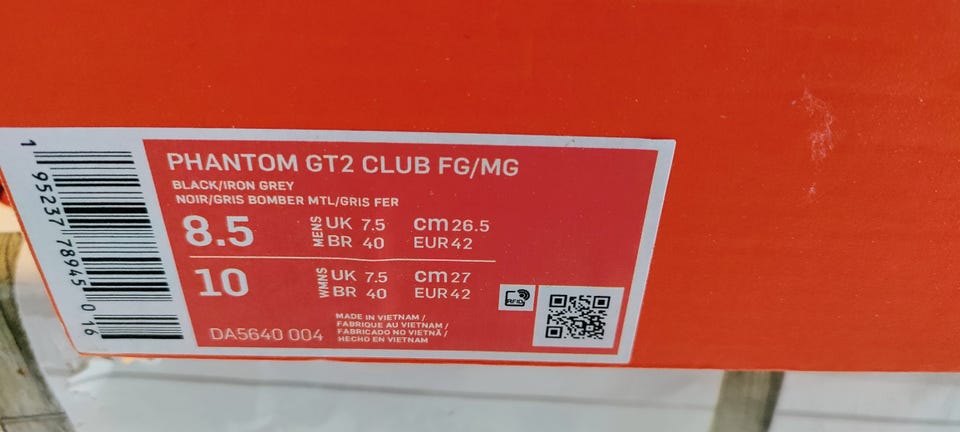 PHANTOM GT2 CLUB FG/MG
BLACK/IRON GREY
NOIR/GRIS BOMBER MTL/GRIS FER
8.5 MENS UK 7.5 cm 26.5
BR 40 EUR 42
10 WMNS UK 7.5 cm 27
BR 40 EUR 42
RFID
DA5640 004
MADE IN VIETNAM /
FABRIQUE AU VIETNAM /
FABRICADO NO VIETNÃ /
HECHO EN VIETNAM
1 95237 78945 0 16